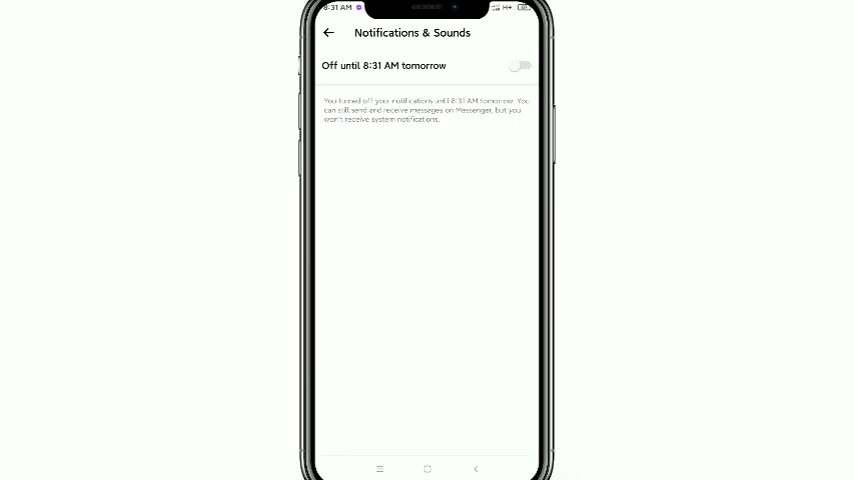 8:31 AM
H+
Notifications & Sounds
Off until 8:31 AM tomorrow
You turned off your notifications until 8:31 AM tomorrow. You
can still send and receive messages on Messenger, but you
won't receive system notifications.